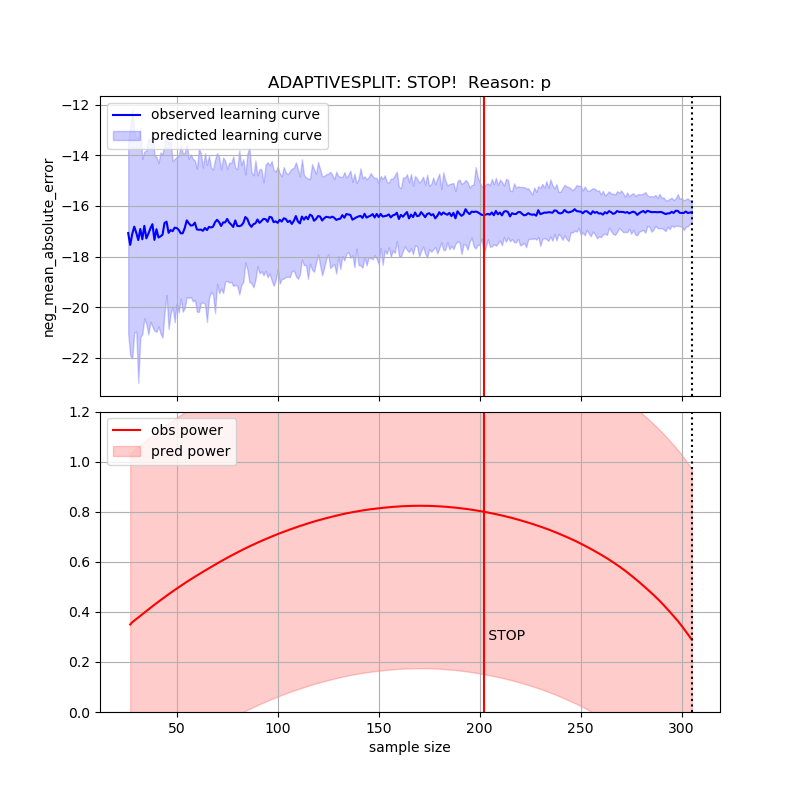 ADAPTIVESPLIT: STOP!  Reason: p
observed learning curve
predicted learning curve
neg_mean_absolute_error
−12
−14
−16
−18
−20
−22
obs power
pred power
1.2
1.0
0.8
0.6
0.4
0.2
0.0
STOP
50 100 150 200 250 300
sample size